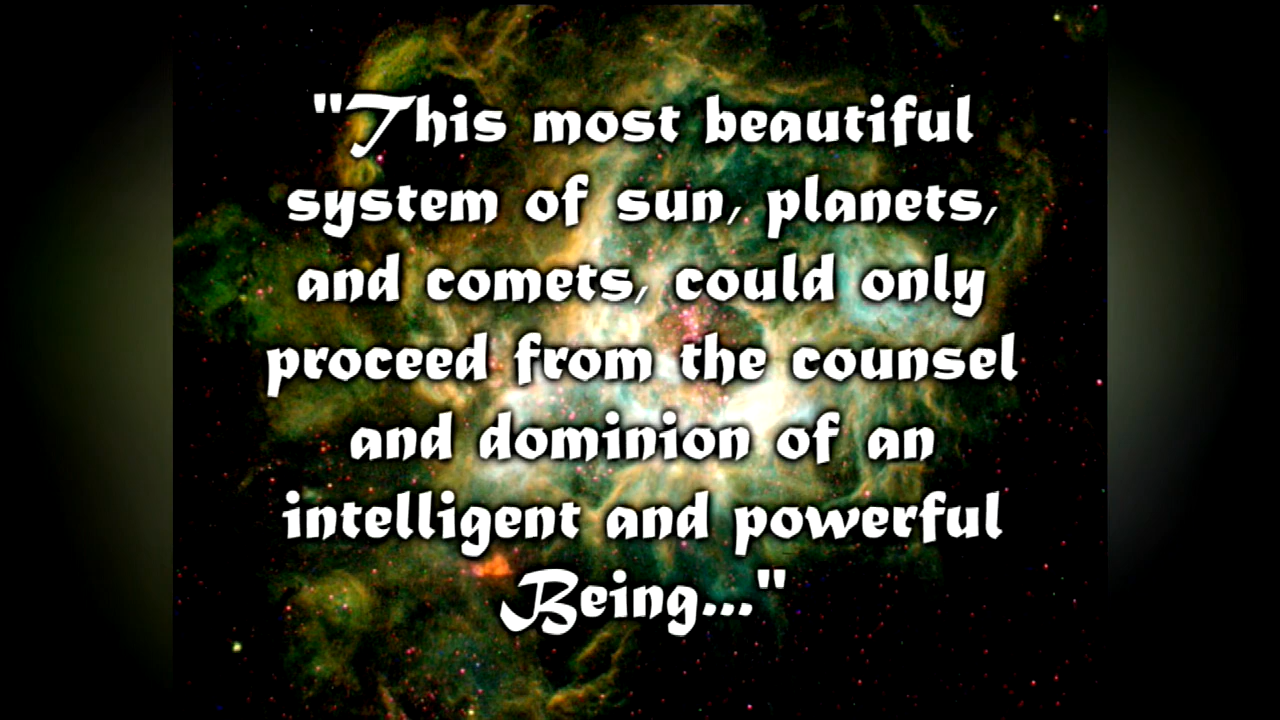 "This most beautiful
system of sun, planets,
and comets, could only
proceed from the counsel
and dominion of an
intelligent and powerful
Being..."